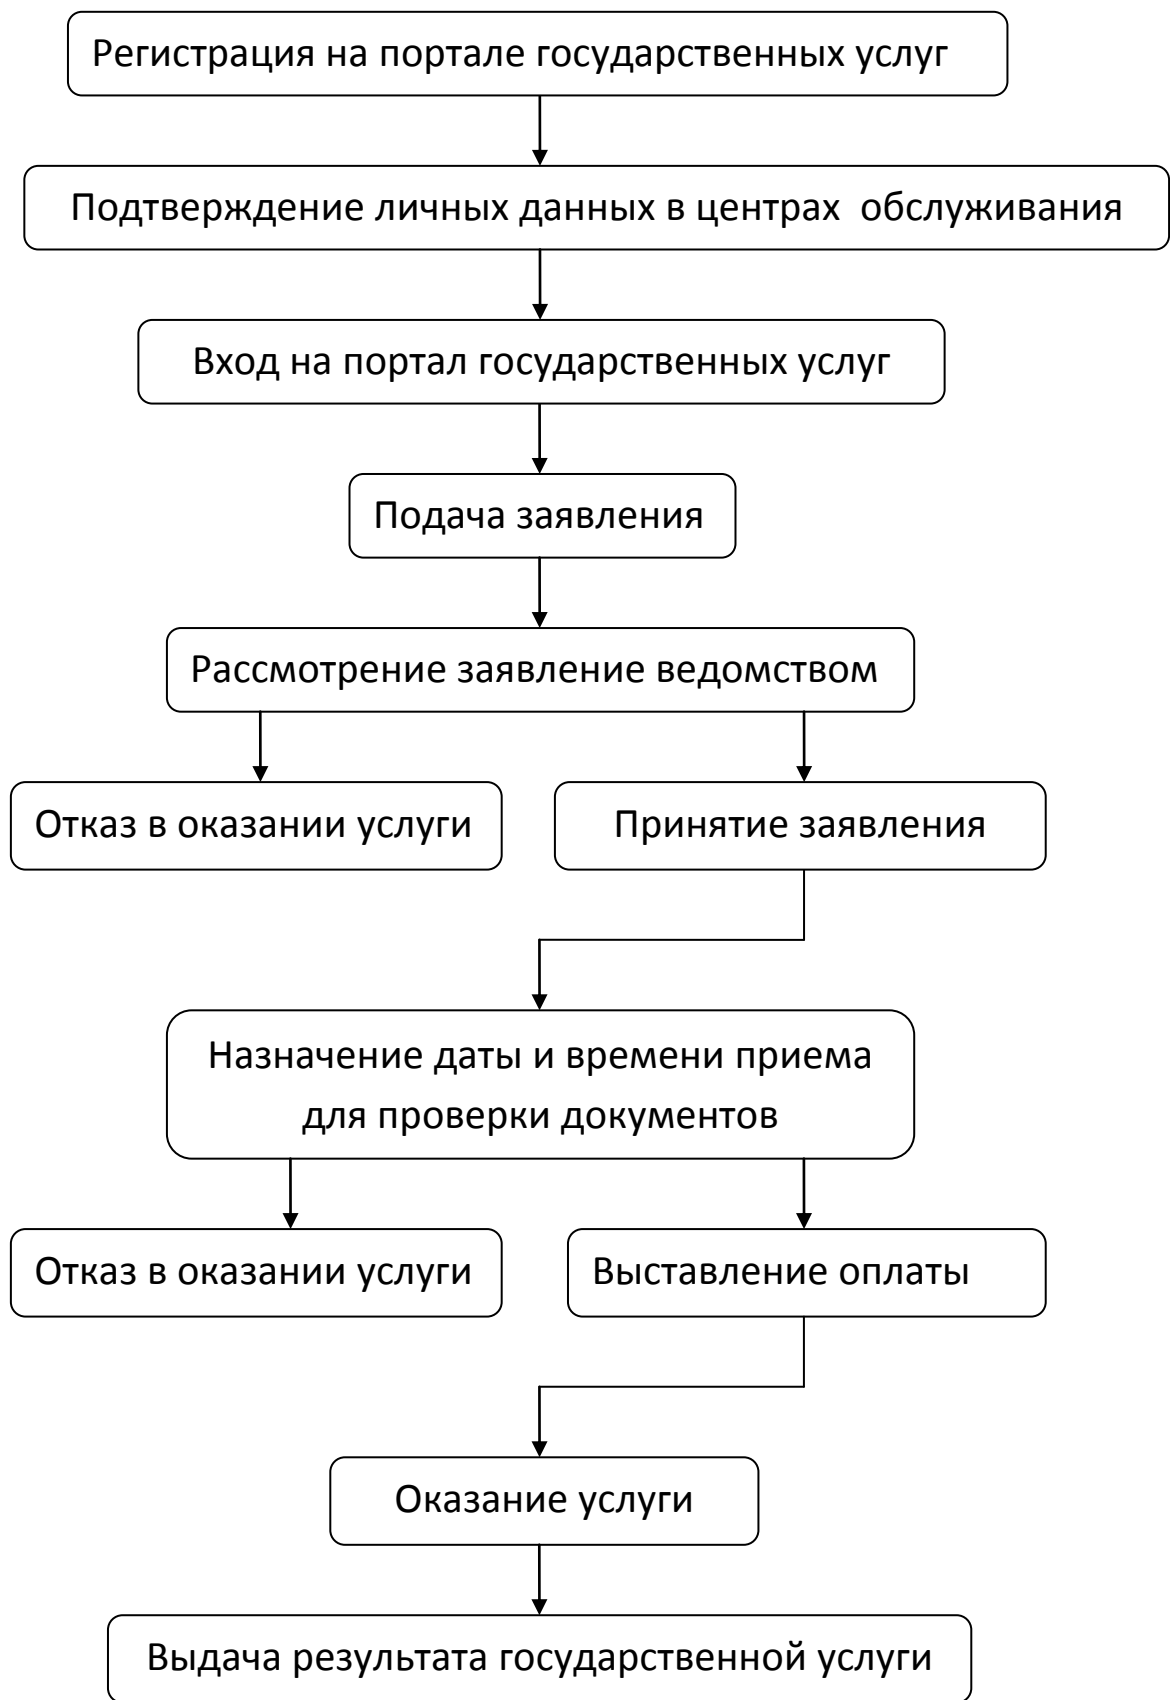 Регистрация на портале государственных услуг
Подтверждение личных данных в центрах  обслуживания
Вход на портал государственных услуг
Подача заявления
Рассмотрение заявление ведомством
Отказ в оказании услуги
Принятие заявления
Назначение даты и времени приема
для проверки документов
Отказ в оказании услуги
Выставление оплаты
Оказание услуги
Выдача результата государственной услуги